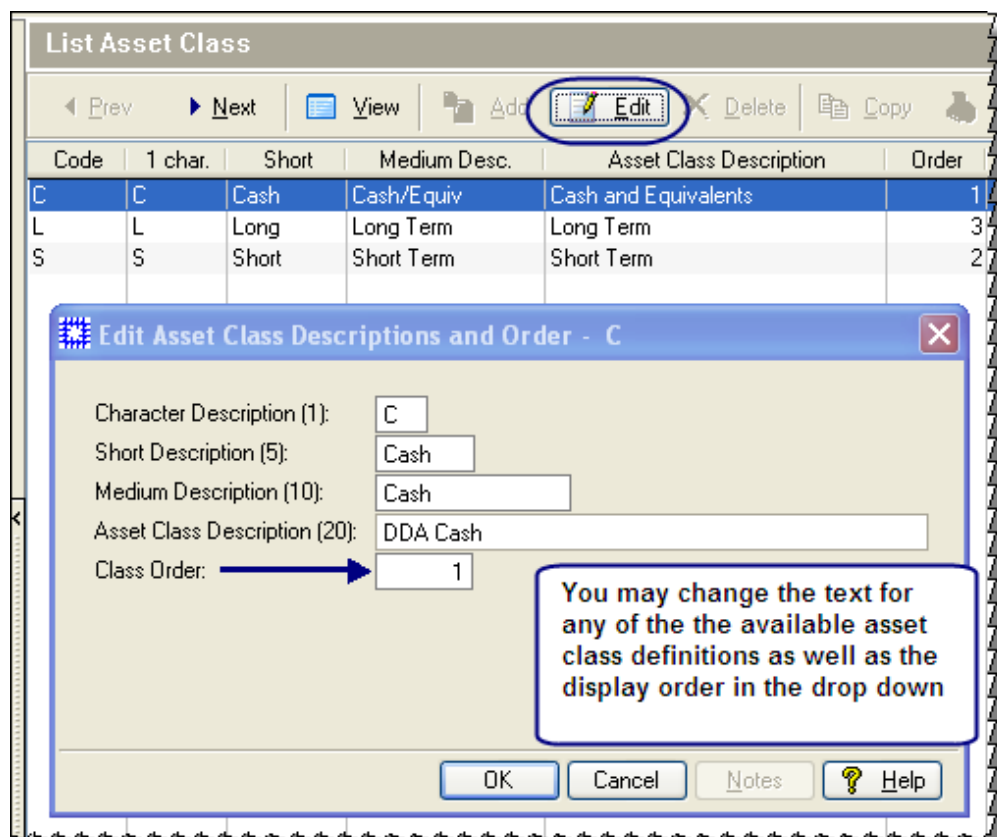 List Asset Class
Prev Next View Add Edit Delete Copy
Code 1 char. Short Medium Desc. Asset Class Description Order
C C Cash Cash/Equiv Cash and Equivalents 1
L L Long Long Term Long Term 3
S S Short Short Term Short Term 2
Edit Asset Class Descriptions and Order - C
Character Description (1): C
Short Description (5): Cash
Medium Description (10): Cash
Asset Class Description (20): DDA Cash
Class Order: 1
You may change the text for
any of the the available asset
class definitions as well as the
display order in the drop down
OK Cancel Notes Help